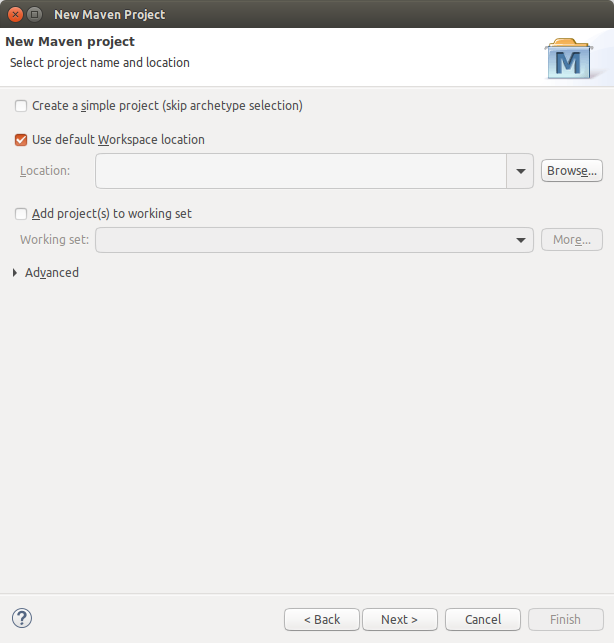 New Maven Project
New Maven project
Select project name and location
M
Create a simple project (skip archetype selection)
Use default Workspace location
Location:
Browse...
Add project(s) to working set
Working set:
More...
Advanced
?
< Back
Next >
Cancel
Finish